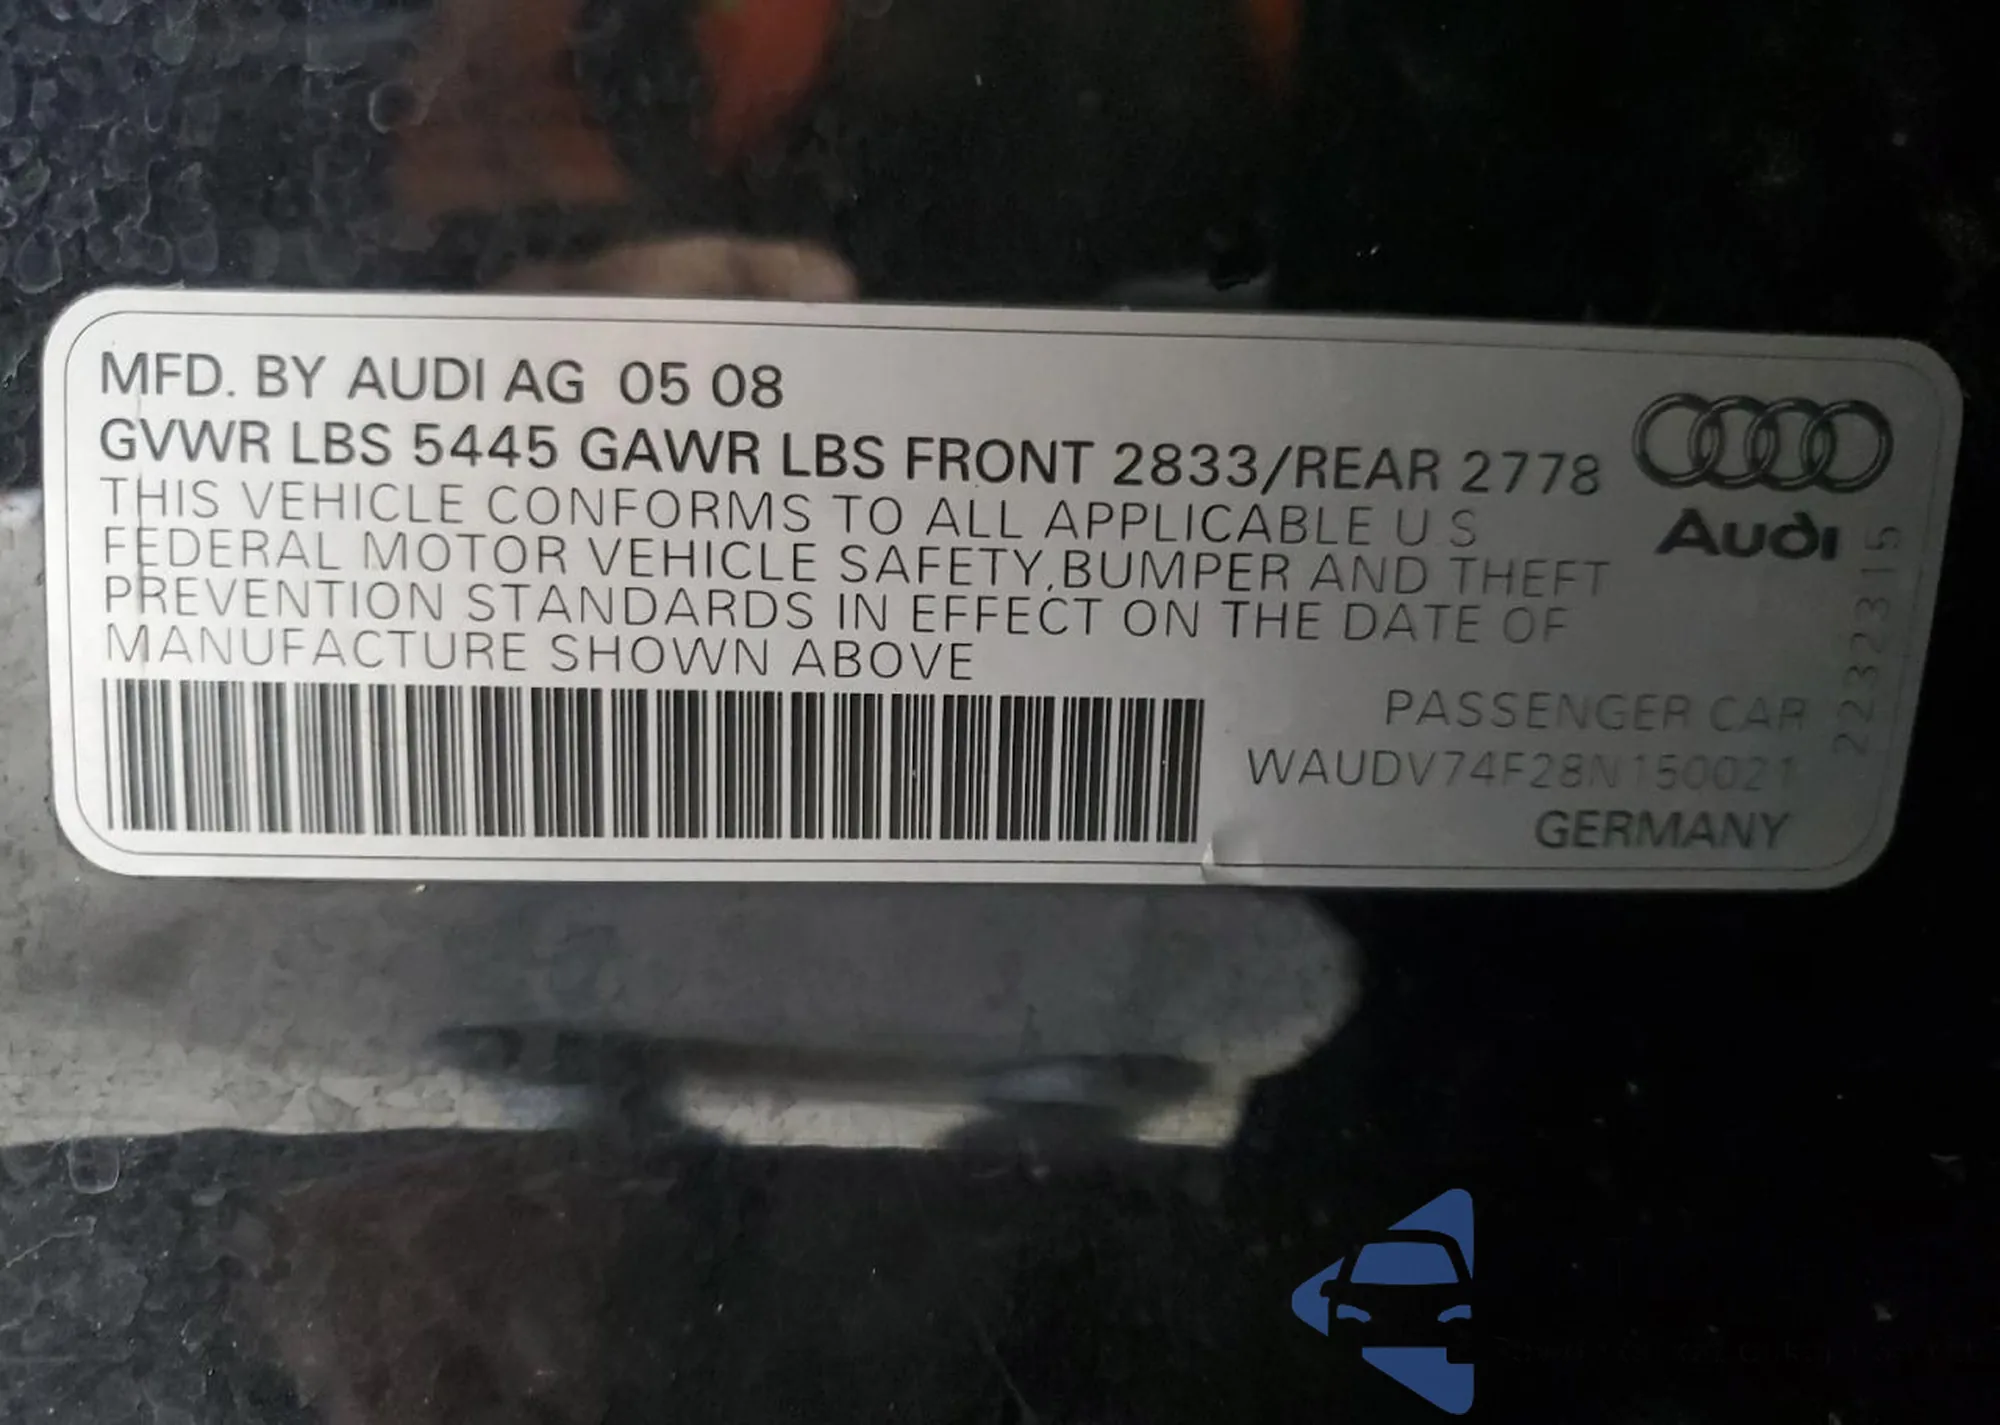 MFD. BY AUDI AG 05 08
GVWR LBS 5445 GAWR LBS FRONT 2833/REAR 2778
THIS VEHICLE CONFORMS TO ALL APPLICABLE U S
FEDERAL MOTOR VEHICLE SAFETY,BUMPER AND THEFT
PREVENTION STANDARDS IN EFFECT ON THE DATE OF
MANUFACTURE SHOWN ABOVE
Audi
PASSENGER CAR
WAUDV74F28N150021
GERMANY
2232315